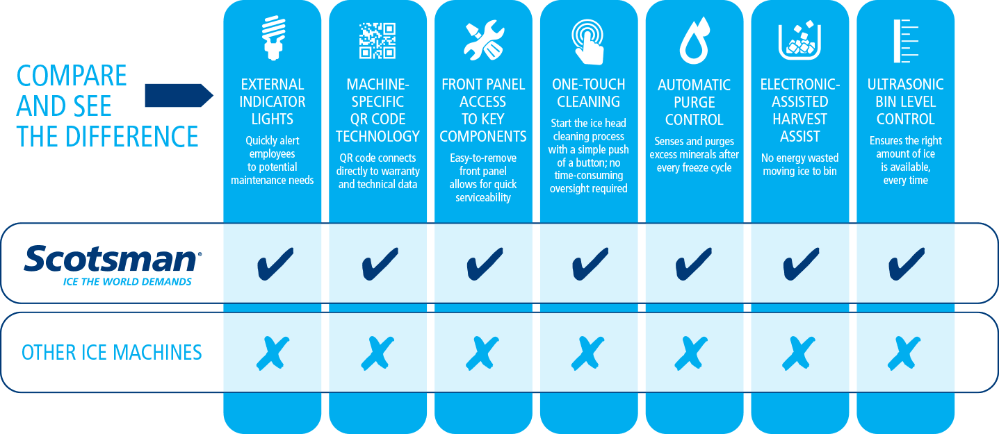 COMPARE
AND SEE
THE DIFFERENCE
EXTERNAL
INDICATOR
LIGHTS
Quickly alert
employees
to potential
maintenance needs
MACHINE-
SPECIFIC
QR CODE
TECHNOLOGY
QR code connects
directly to warranty
and technical data
FRONT PANEL
ACCESS
TO KEY
COMPONENTS
Easy-to-remove
front panel
allows for quick
serviceability
ONE-TOUCH
CLEANING
Start the ice head
cleaning process
with a simple push
of a button; no
time-consuming
oversight required
AUTOMATIC
PURGE
CONTROL
Senses and purges
excess minerals after
every freeze cycle
ELECTRONIC-
ASSISTED
HARVEST
ASSIST
No energy wasted
moving ice to bin
ULTRASONIC
BIN LEVEL
CONTROL
Ensures the right
amount of ice
is available,
every time
Scotsman®
ICE THE WORLD DEMANDS
✔ ✔ ✔ ✔ ✔ ✔ ✔
OTHER ICE MACHINES
✘ ✘ ✘ ✘ ✘ ✘ ✘